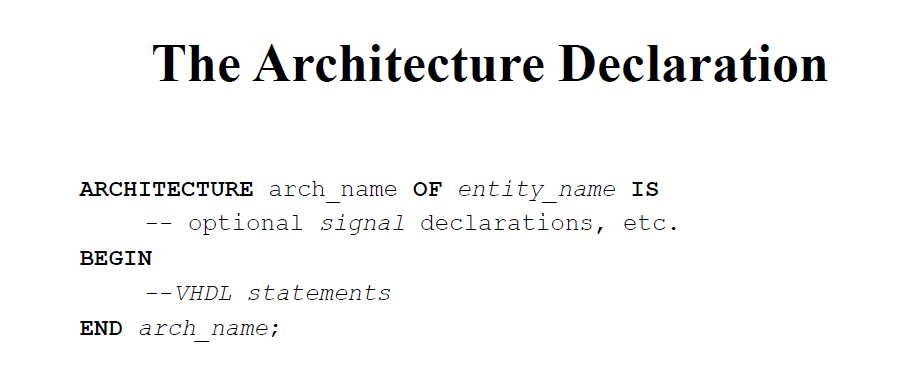 The Architecture Declaration
ARCHITECTURE arch_name OF entity_name IS
-- optional signal declarations, etc.
BEGIN
--VHDL statements
END arch_name;